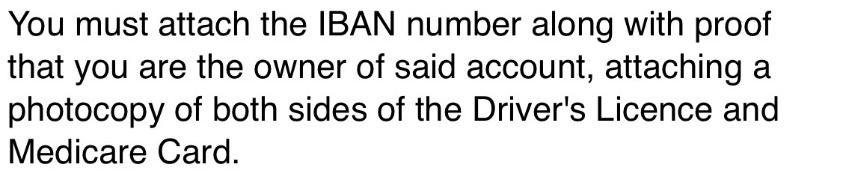 You must attach the IBAN number along with proof
that you are the owner of said account, attaching a
photocopy of both sides of the Driver's Licence and
Medicare Card.